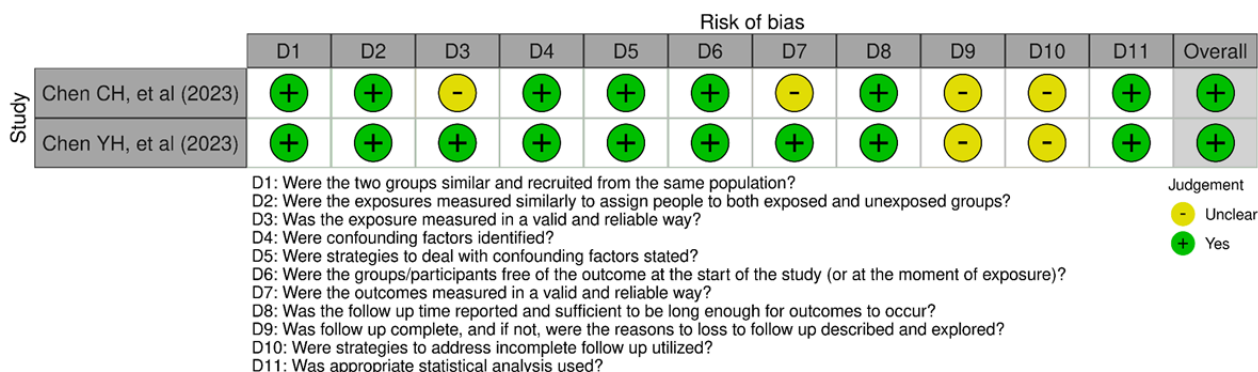 Risk of bias
D1 D2 D3 D4 D5 D6 D7 D8 D9 D10 D11 Overall
Study
Chen CH, et al (2023) + + - + + + - + - - + +
Chen YH, et al (2023) + + + + + + + + - - + +
D1: Were the two groups similar and recruited from the same population?
D2: Were the exposures measured similarly to assign people to both exposed and unexposed groups?
D3: Was the exposure measured in a valid and reliable way?
D4: Were confounding factors identified?
D5: Were strategies to deal with confounding factors stated?
D6: Were the groups/participants free of the outcome at the start of the study (or at the moment of exposure)?
D7: Were the outcomes measured in a valid and reliable way?
D8: Was the follow up time reported and sufficient to be long enough for outcomes to occur?
D9: Was follow up complete, and if not, were the reasons to loss to follow up described and explored?
D10: Were strategies to address incomplete follow up utilized?
D11: Was appropriate statistical analysis used?
Judgement
- Unclear
+ Yes